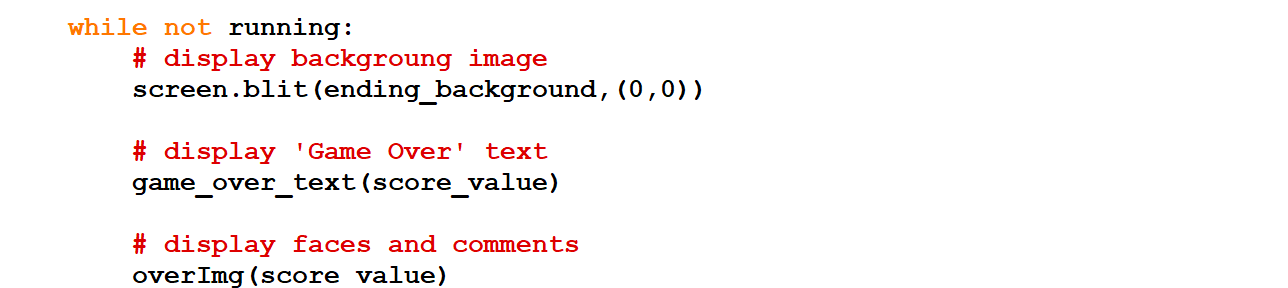 while not running:
# display backgroung image
screen.blit(ending_background,(0,0))
# display 'Game Over' text
game_over_text(score_value)
# display faces and comments
overImg(score value)